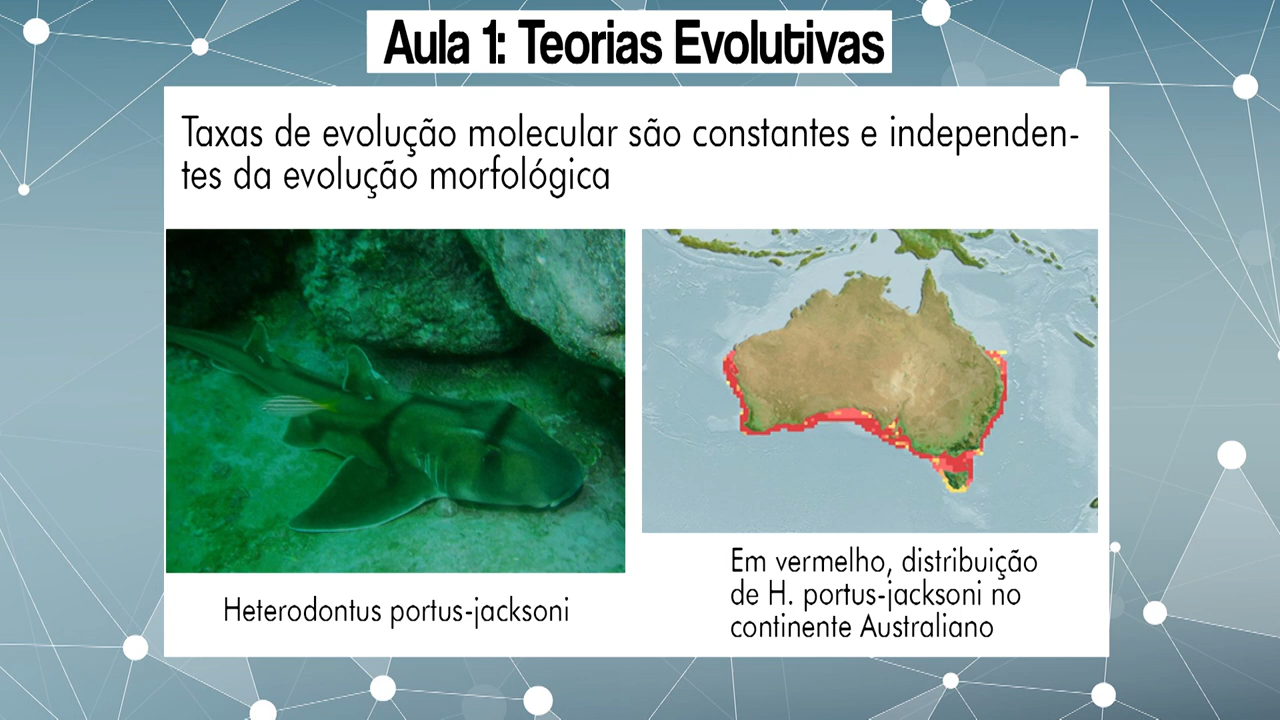 Aula 1: Teorias Evolutivas
Taxas de evolução molecular são constantes e independen-
tes da evolução morfológica
Heterodontus portus-jacksoni
Em vermelho, distribuição
de H. portus-jacksoni no
continente Australiano